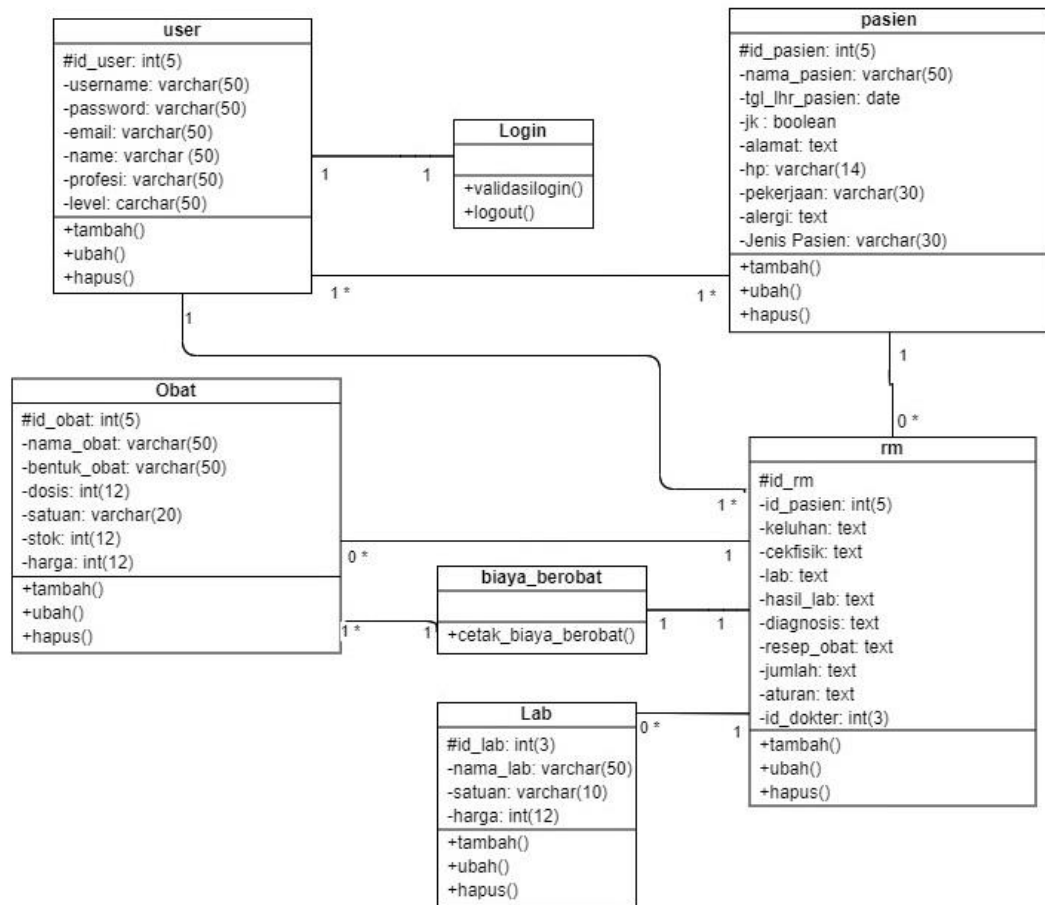 user
#id_user: int(5)
-username: varchar(50)
-password: varchar(50)
-email: varchar(50)
-name: varchar (50)
-profesi: varchar(50)
-level: carchar(50)
+tambah()
+ubah()
+hapus()
Login
+validasilogin()
+logout()
pasien
#id_pasien: int(5)
-nama_pasien: varchar(50)
-tgl_lhr_pasien: date
-jk : boolean
-alamat: text
-hp: varchar(14)
-pekerjaan: varchar(30)
-alergi: text
-Jenis Pasien: varchar(30)
+tambah()
+ubah()
+hapus()
1
1
1 *
1 *
1
1 *
1
0 *
Obat
#id_obat: int(5)
-nama_obat: varchar(50)
-bentuk_obat: varchar(50)
-dosis: int(12)
-satuan: varchar(20)
-stok: int(12)
-harga: int(12)
+tambah()
+ubah()
+hapus()
0 *
1
1 *
1
biaya_berobat
+cetak_biaya_berobat()
1
1
rm
#id_rm
-id_pasien: int(5)
-keluhan: text
-cekfisik: text
-lab: text
-hasil_lab: text
-diagnosis: text
-resep_obat: text
-jumlah: text
-aturan: text
-id_dokter: int(3)
+tambah()
+ubah()
+hapus()
Lab
#id_lab: int(3)
-nama_lab: varchar(50)
-satuan: varchar(10)
-harga: int(12)
+tambah()
+ubah()
+hapus()
0 *
1